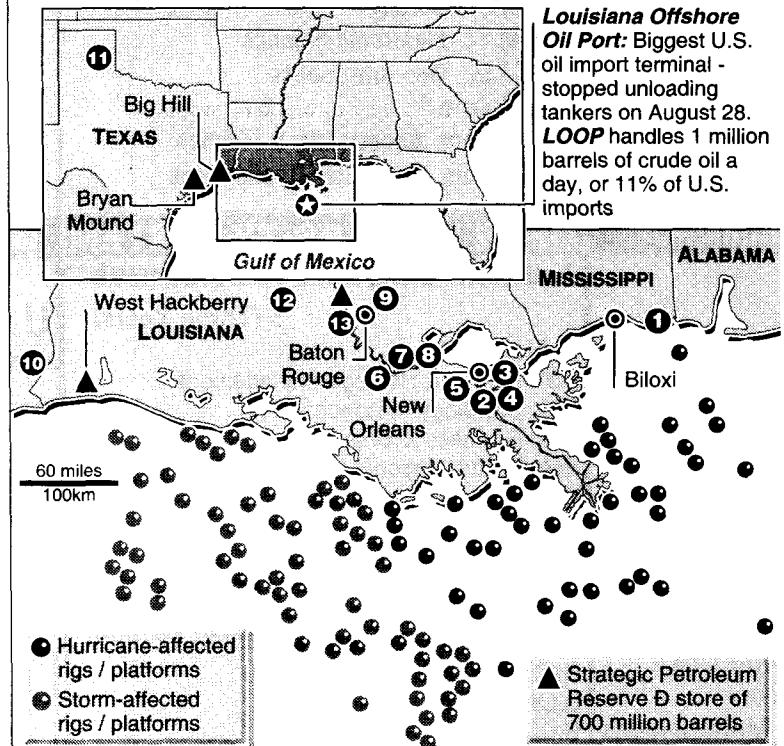 Louisiana Offshore
Oil Port: Biggest U.S.
oil import terminal -
stopped unloading
tankers on August 28.
LOOP handles 1 million
barrels of crude oil a
day, or 11% of U.S.
imports
11
Big Hill
TEXAS
Bryan
Mound
Gulf of Mexico
ALABAMA
MISSISSIPPI
West Hackberry
12
9
LOUISIANA
13
1
10
Baton
Rouge
7
8
6
Biloxi
New
Orleans
5
3
2
4
60 miles
100km
Hurricane-affected
rigs / platforms
Storm-affected
rigs / platforms
Strategic Petroleum
Reserve Đ store of
700 million barrels